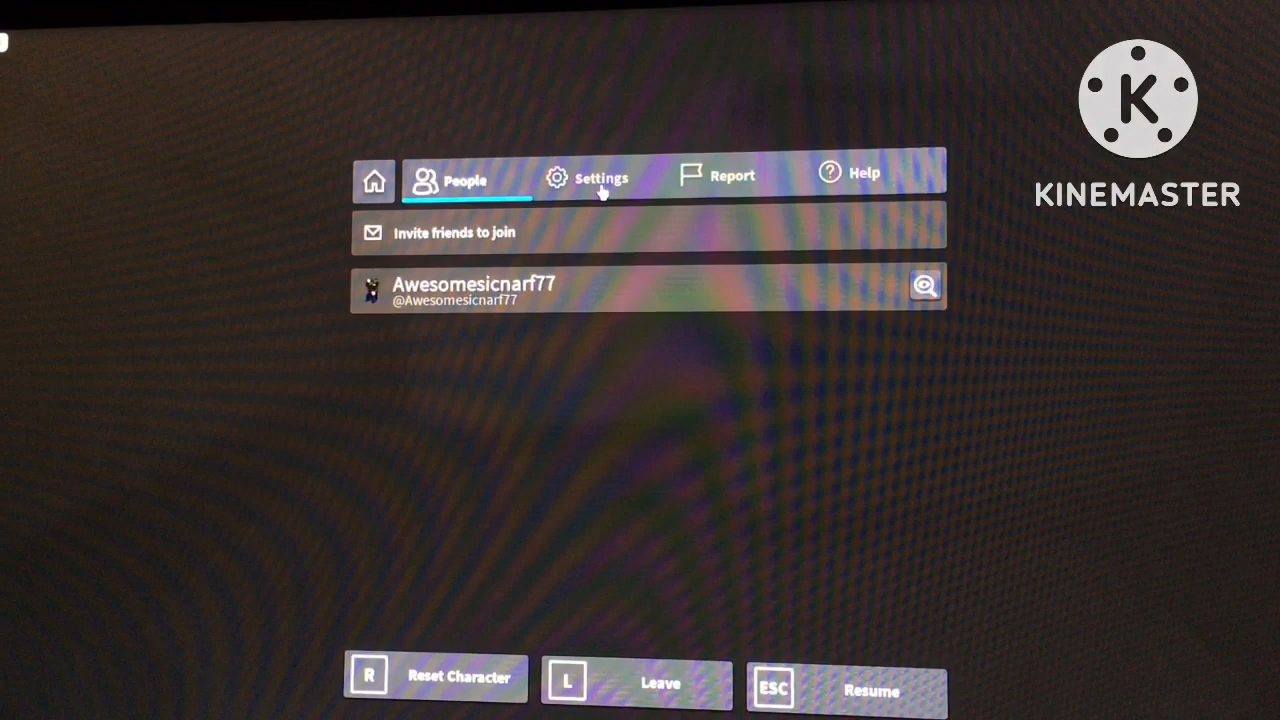 K
KINEMASTER
People Settings Report Help
Invite friends to join
Awesomesicnarf77
@Awesomesicnarf77
R Reset Character L Leave ESC Resume